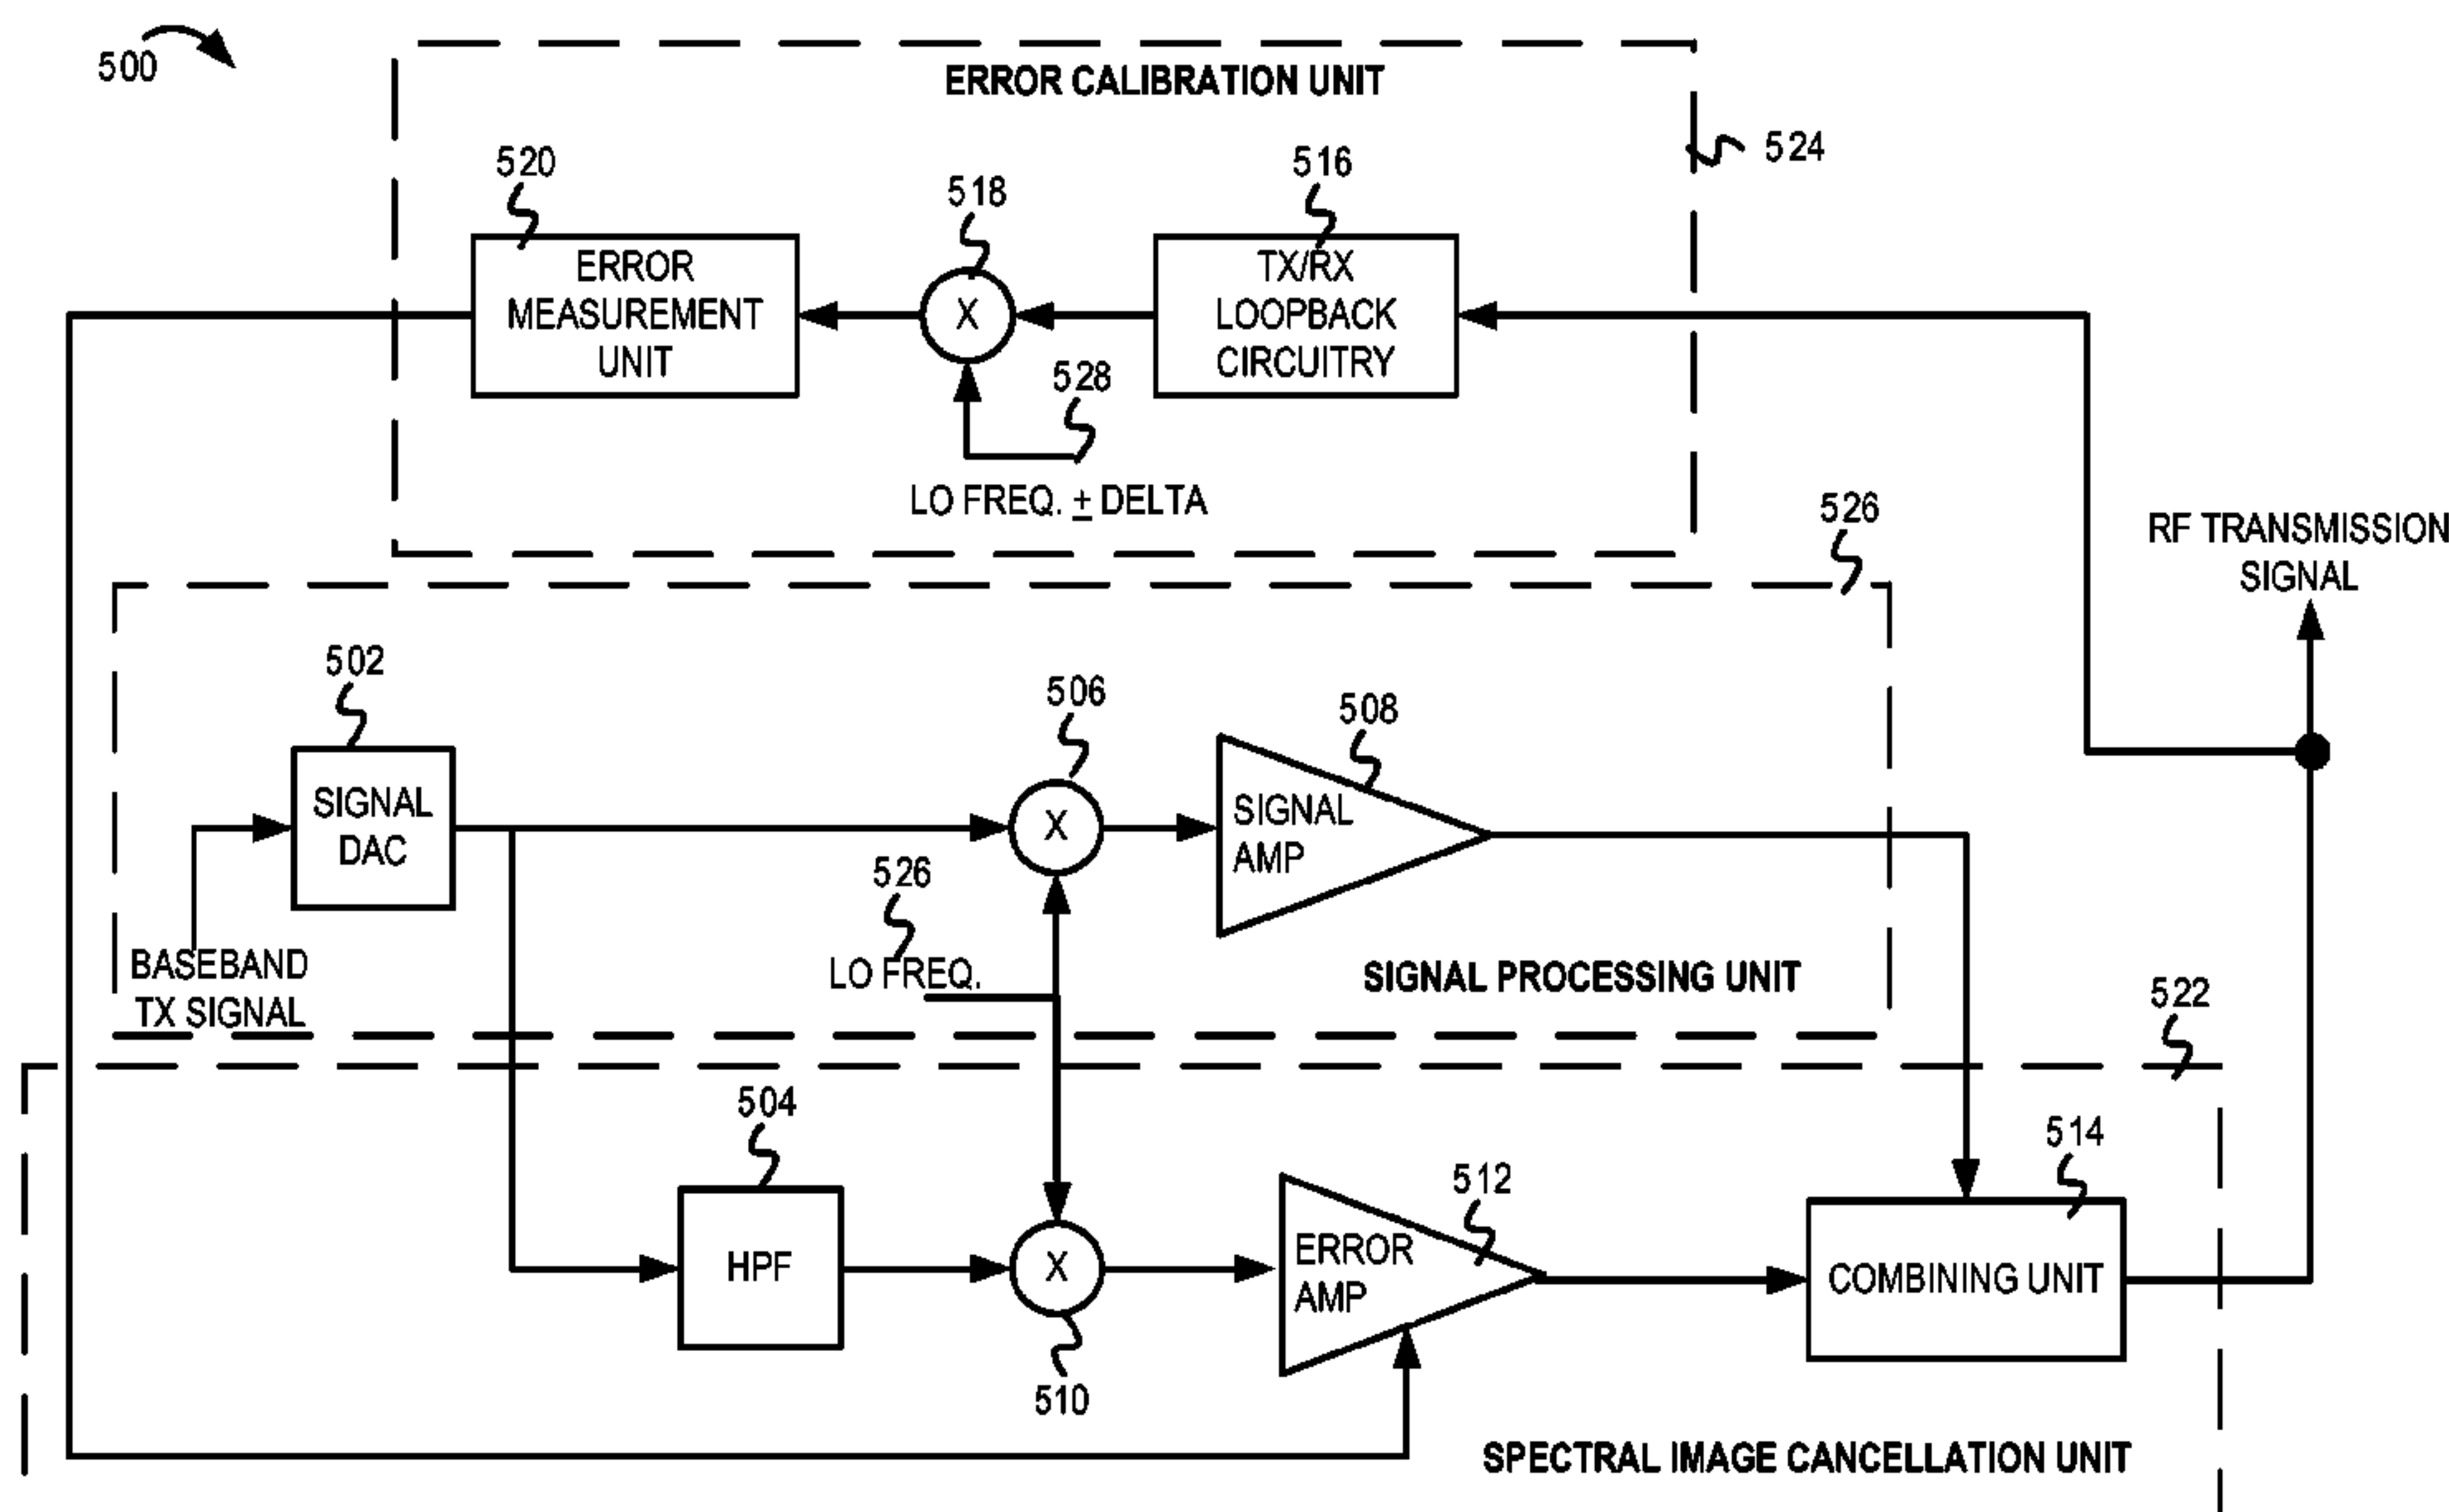 500
ERROR CALIBRATION UNIT
524
520
518
516
ERROR
MEASUREMENT
UNIT
X
TX/RX
LOOPBACK
CIRCUITRY
528
LO FREQ. ± DELTA
526
RF TRANSMISSION
SIGNAL
502
506
508
SIGNAL
DAC
X
SIGNAL
AMP
526
LO FREQ.
BASEBAND
TX SIGNAL
SIGNAL PROCESSING UNIT
522
504
514
512
HPF
X
ERROR
AMP
COMBINING UNIT
510
SPECTRAL IMAGE CANCELLATION UNIT